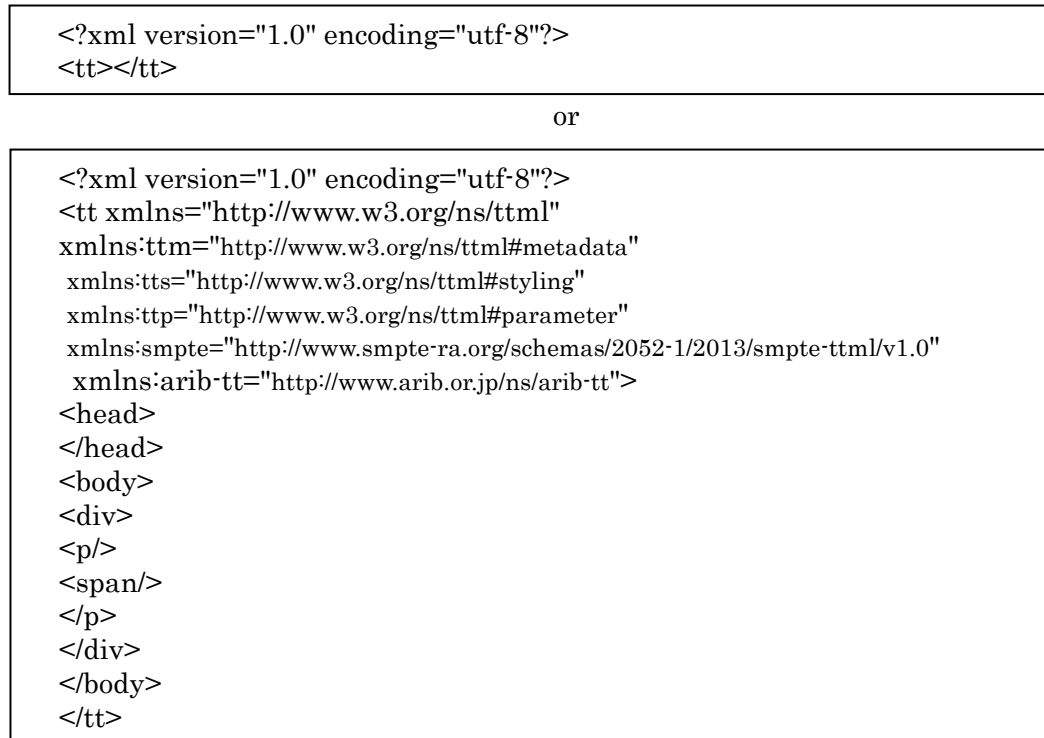 <?xml version="1.0" encoding="utf-8"?>
<tt></tt>
or
<?xml version="1.0" encoding="utf-8"?>
<tt xmlns="http://www.w3.org/ns/ttml"
xmlns:ttm="http://www.w3.org/ns/ttml#metadata"
xmlns:tts="http://www.w3.org/ns/ttml#styling"
xmlns:ttp="http://www.w3.org/ns/ttml#parameter"
xmlns:smpte="http://www.smpte-ra.org/schemas/2052-1/2013/smpte-ttml/v1.0"
xmlns:arib-tt="http://www.arib.or.jp/ns/arib-tt">
<head>
</head>
<body>
<div>
<p/>
<span/>
</p>
</div>
</body>
</tt>